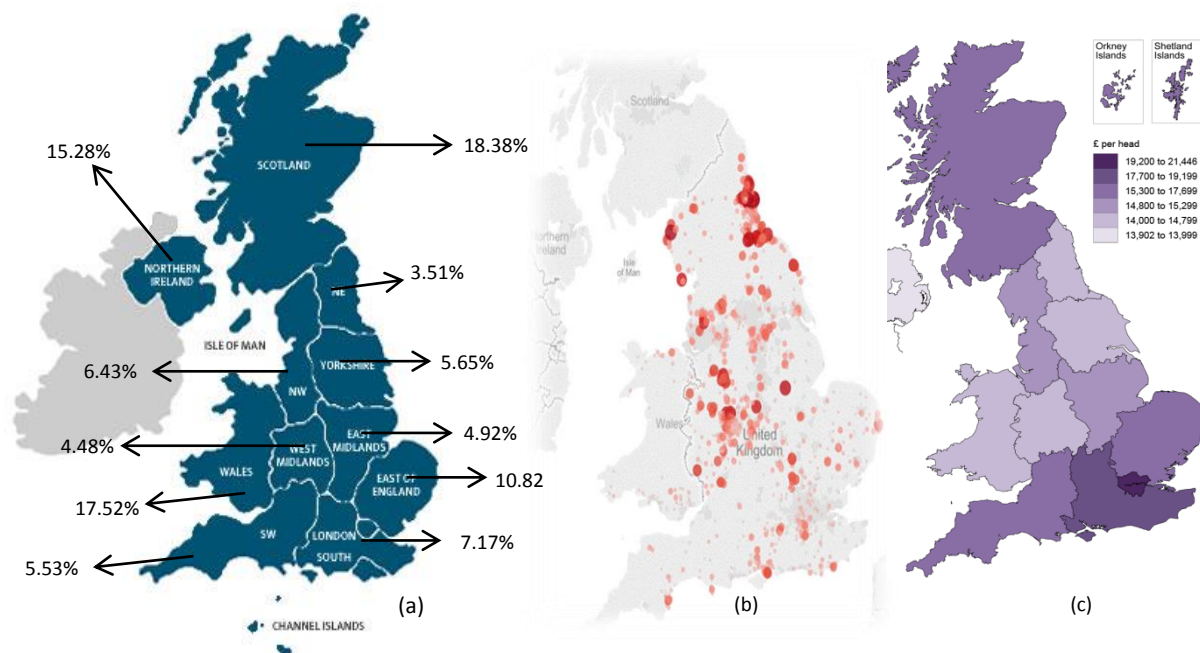 15.28%
18.38%
SCOTLAND
NORTHERN
IRELAND
NE
3.51%
ISLE OF MAN
YORKSHIRE
5.65%
6.43%
NW
4.48%
EAST
MIDLANDS
4.92%
WEST
MIDLANDS
WALES
EAST OF
ENGLAND
10.82
17.52%
SW
LONDON
7.17%
SOUTH
5.53%
(a)
CHANNEL ISLANDS
Scotland
Northern
Ireland
Isle
of Man
Wales
United
Kingdom
(b)
Orkney
Islands
Shetland
Islands
£ per head
19,200 to 21,446
17,700 to 19,199
15,300 to 17,699
14,800 to 15,299
14,000 to 14,799
13,902 to 13,999
(c)